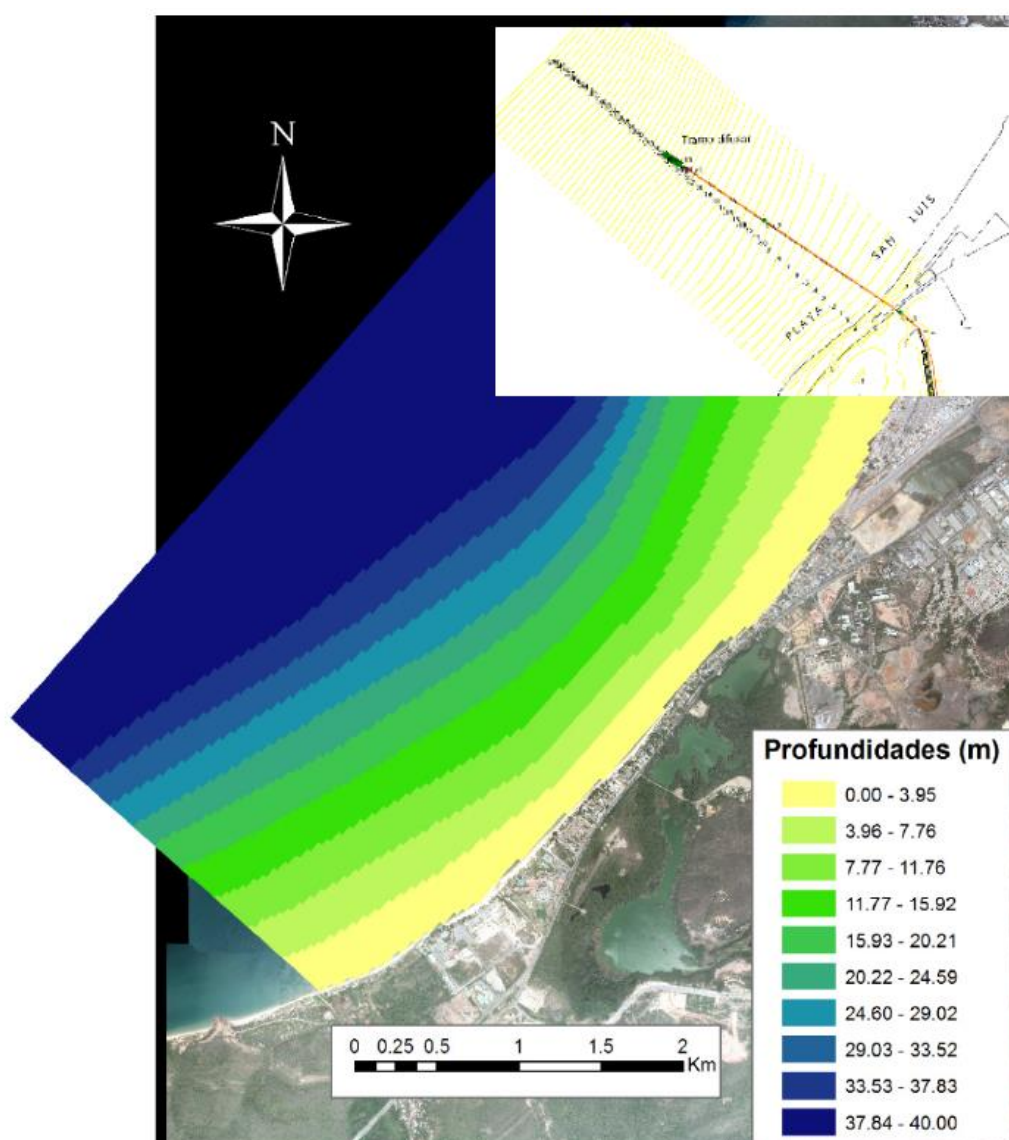 N
Tramo difusor
SAN LUIS
PLAYA
Profundidades (m)
0.00 - 3.95
3.96 - 7.76
7.77 - 11.76
11.77 - 15.92
15.93 - 20.21
20.22 - 24.59
24.60 - 29.02
29.03 - 33.52
33.53 - 37.83
37.84 - 40.00
0 0.25 0.5 1 1.5 2
Km